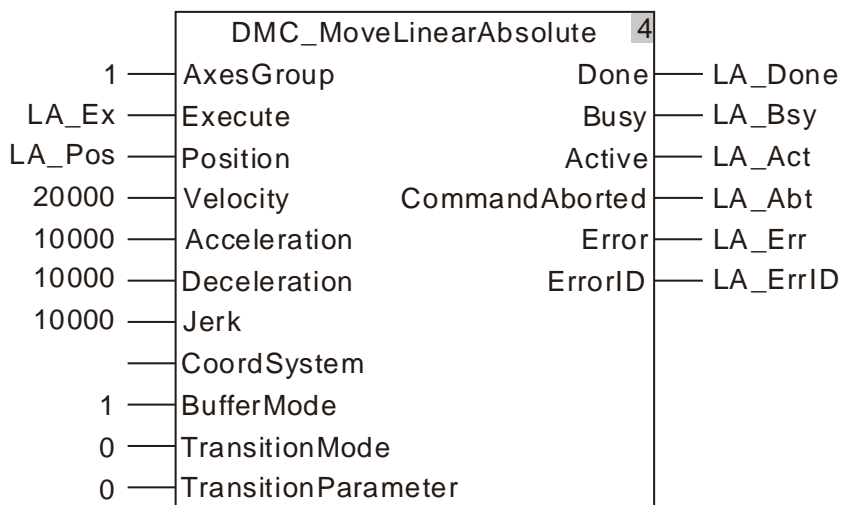 DMC_MoveLinearAbsolute 4
1 AxesGroup Done LA_Done
LA_Ex Execute Busy LA_Bsy
LA_Pos Position Active LA_Act
20000 Velocity CommandAborted LA_Abt
10000 Acceleration Error LA_Err
10000 Deceleration ErrorID LA_ErrID
10000 Jerk
CoordSystem
1 BufferMode
0 TransitionMode
0 TransitionParameter